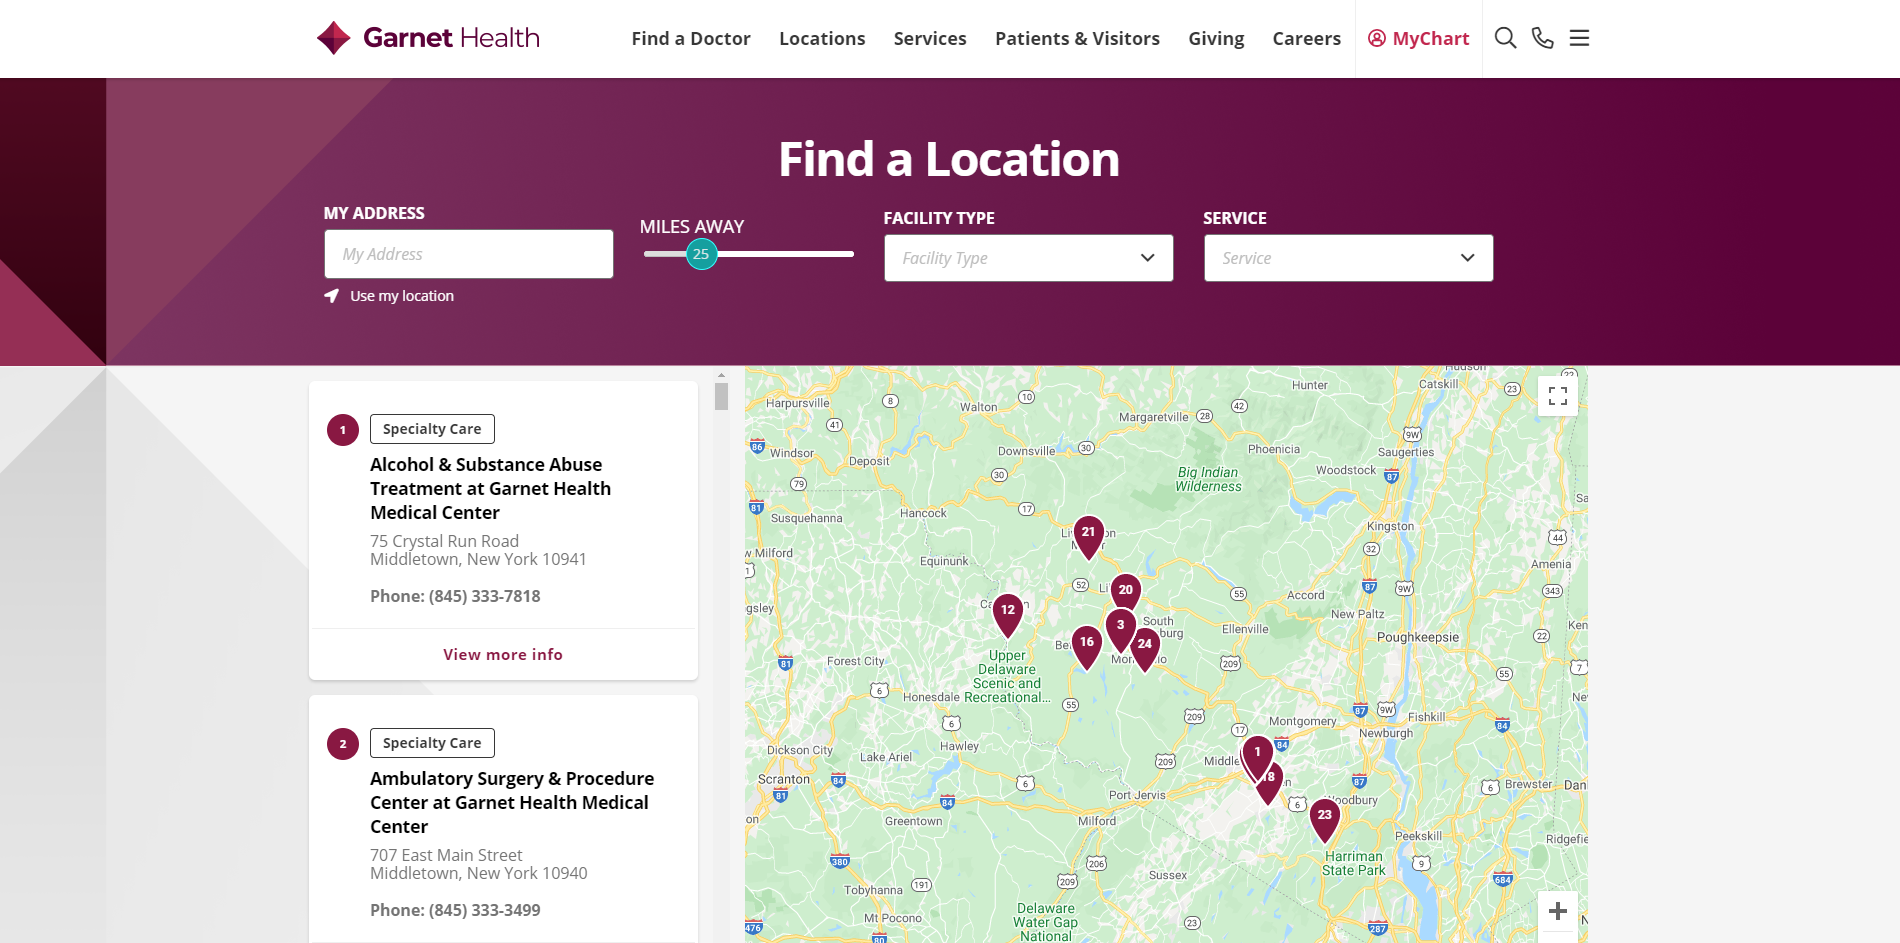 Garnet Health
Find a Doctor
Locations
Services
Patients & Visitors
Giving
Careers
MyChart
Find a Location
MY ADDRESS
My Address
Use my location
MILES AWAY
25
FACILITY TYPE
Facility Type
SERVICE
Service
1
Specialty Care
Alcohol & Substance Abuse
Treatment at Garnet Health
Medical Center
75 Crystal Run Road
Middletown, New York 10941
Phone: (845) 333-7818
View more info
2
Specialty Care
Ambulatory Surgery & Procedure
Center at Garnet Health Medical
Center
707 East Main Street
Middletown, New York 10940
Phone: (845) 333-3499
Hunter
Catskill
Harpursville
Walton
Margaretville
Windsor
Deposit
Downsville
Phoenicia
Saugerties
Woodstock
Big Indian
Wilderness
Susquehanna
Hancock
Kingston
Equinunk
Amenia
Accord
New Paltz
Ellenville
Poughkeepsie
South
Upper
Delaware
Scenic and
Recreational...
Forest City
Honesdale
Montgomery
Fishkill
Newburgh
Dickson City
Lake Ariel
Hawley
Scranton
Port Jervis
Brewster
Greentown
Milford
Peekskill
Harriman
State Park
Sussex
Tobyhanna
Mt Pocono
Delaware
Water Gap
National
21
20
12
3
16
24
1
18
23